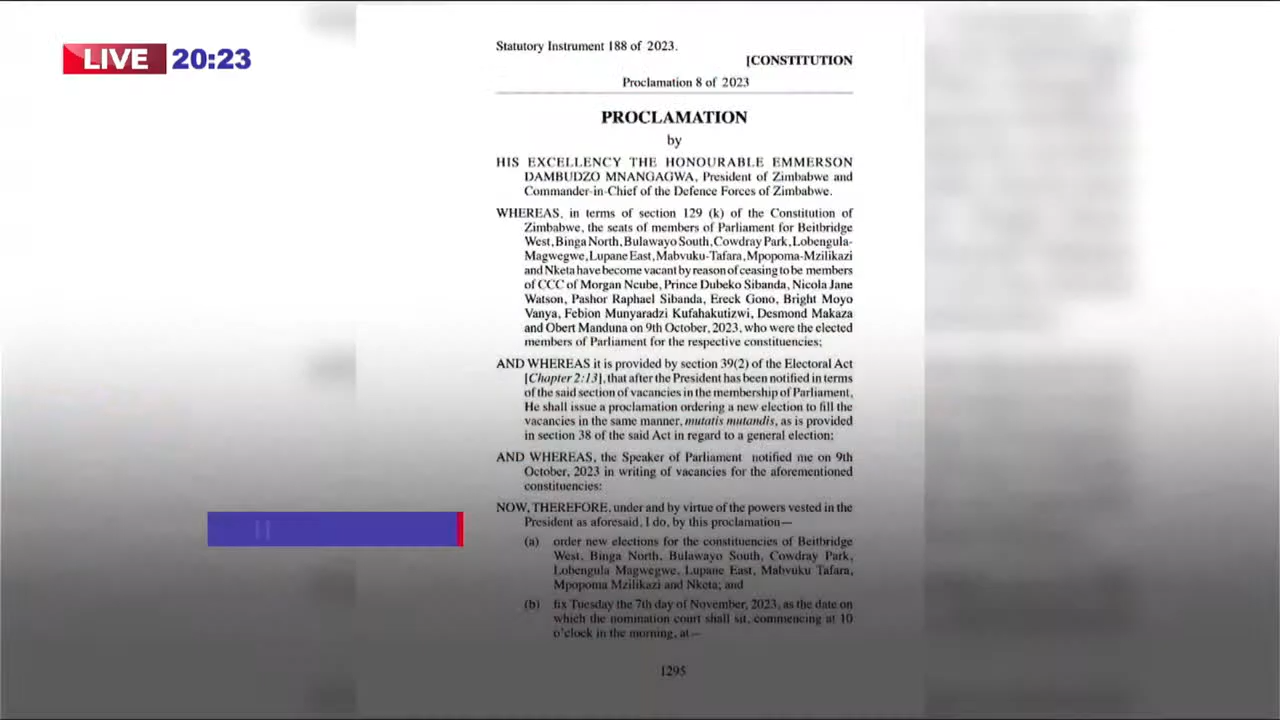 LIVE 20:23
Statutory Instrument 188 of 2023.
[CONSTITUTION
Proclamation 8 of 2023
PROCLAMATION
by
HIS EXCELLENCY THE HONOURABLE EMMERSON
DAMBUDZO MNANGAGWA, President of Zimbabwe and
Commander-in-Chief of the Defence Forces of Zimbabwe.
WHEREAS, in terms of section 129 (k) of the Constitution of
Zimbabwe, the seats of members of Parliament for Beitbridge
West, Binga North, Bulawayo South, Cowdray Park, Lobengula-
Magwegwe, Lupane East, Mabvuku-Tafara, Mpopoma-Mzilikazi
and Nketa have become vacant by reason of ceasing to be members
of CCC of Morgan Ncube, Prince Dubeko Sibanda, Nicola Jane
Watson, Pashor Raphael Sibanda, Ereck Gono, Bright Moyo
Vanya, Febion Munyaradzi Kufahakutizwi, Desmond Makaza
and Obert Manduna on 9th October, 2023, who were the elected
members of Parliament for the respective constituencies;
AND WHEREAS it is provided by section 39(2) of the Electoral Act
[Chapter 2:13], that after the President has been notified in terms
of the said section of vacancies in the membership of Parliament,
He shall issue a proclamation ordering a new election to fill the
vacancies in the same manner, mutatis mutandis, as is provided
in section 38 of the said Act in regard to a general election;
AND WHEREAS, the Speaker of Parliament notified me on 9th
October, 2023 in writing of vacancies for the aforementioned
constituencies:
NOW, THEREFORE, under and by virtue of the powers vested in the
President as aforesaid, I do, by this proclamation—
(a) order new elections for the constituencies of Beitbridge
West, Binga North, Bulawayo South, Cowdray Park,
Lobengula Magwegwe, Lupane East, Mabvuku Tafara,
Mpopoma Mzilikazi and Nketa; and
(b) fix Tuesday the 7th day of November, 2023, as the date on
which the nomination court shall sit, commencing at 10
o'clock in the morning, at—
1295